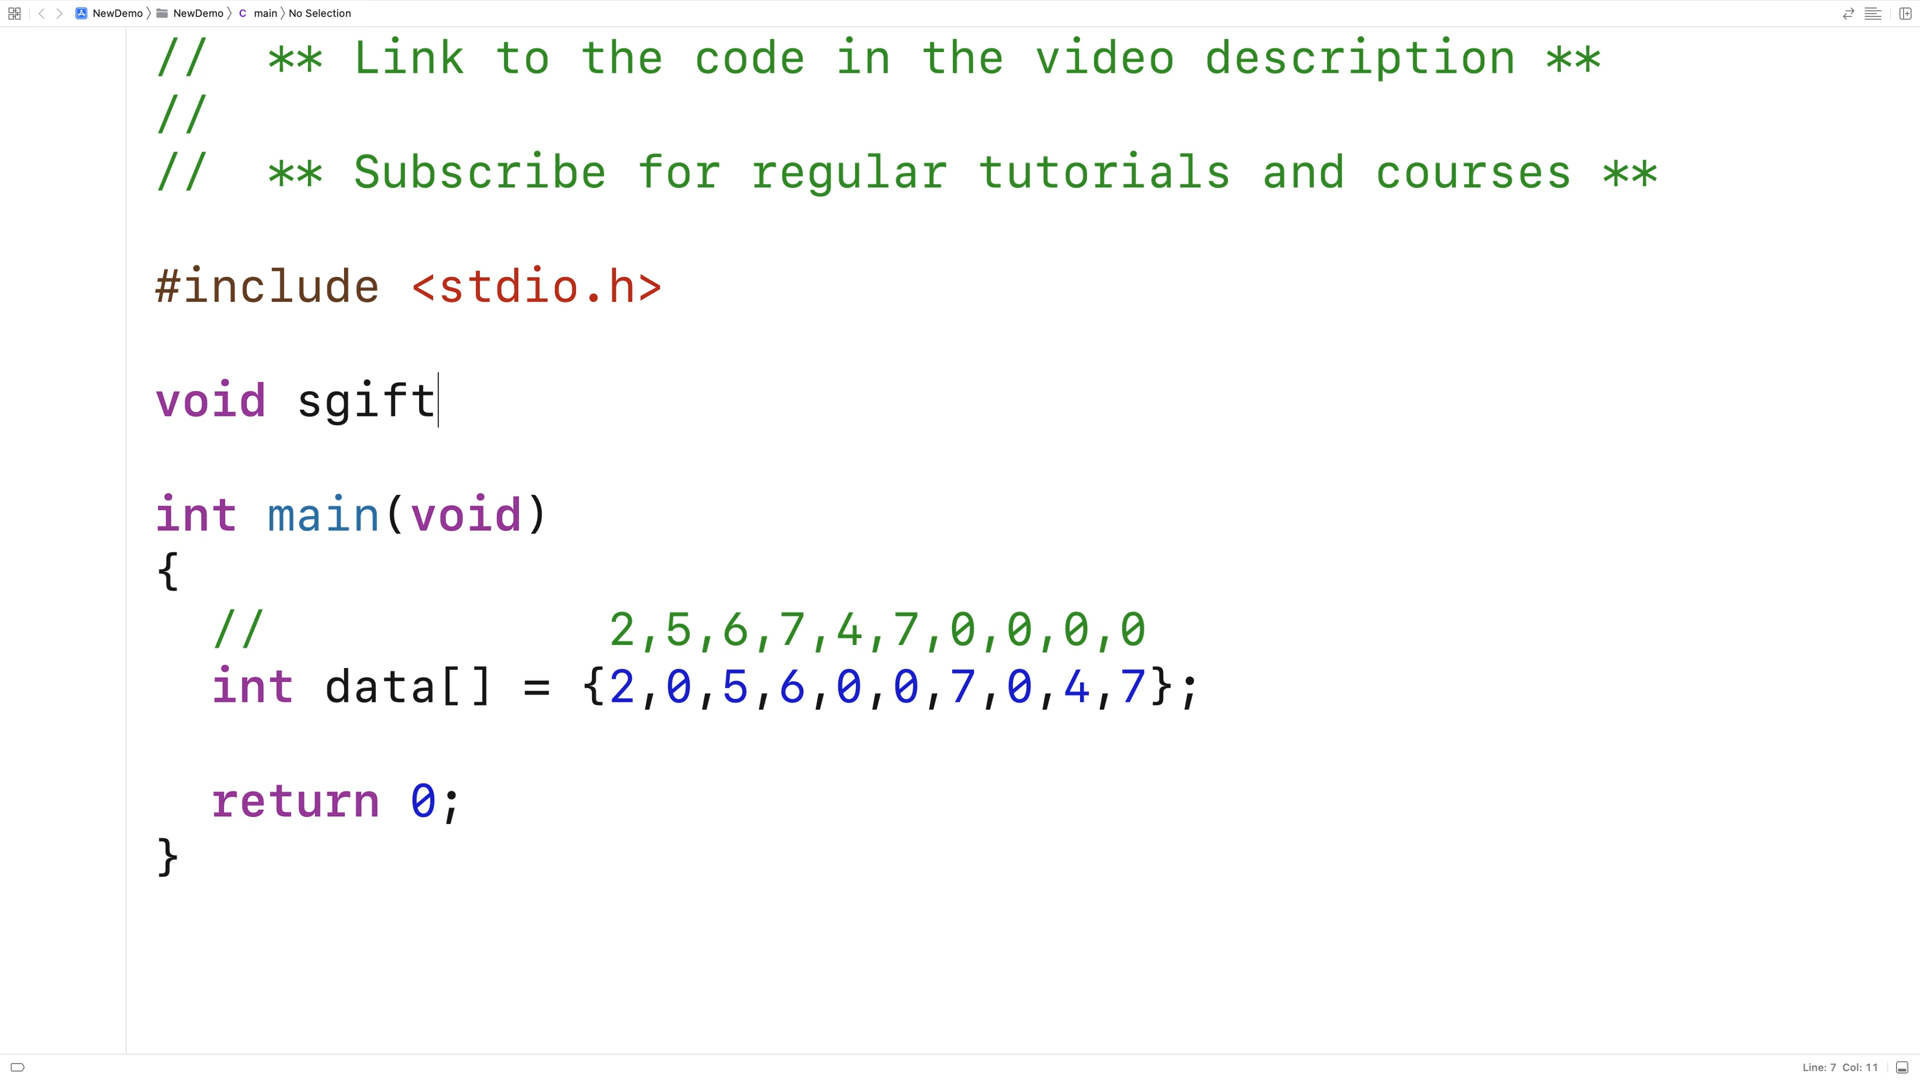 NewDemo 〉 NewDemo 〉 C main 〉 No Selection
// ** Link to the code in the video description **
//
// ** Subscribe for regular tutorials and courses **
#include <stdio.h>
void sgift
int main(void)
{
// 2,5,6,7,4,7,0,0,0,0
int data[] = {2,0,5,6,0,0,7,0,4,7};
return 0;
}
Line: 7 Col: 11